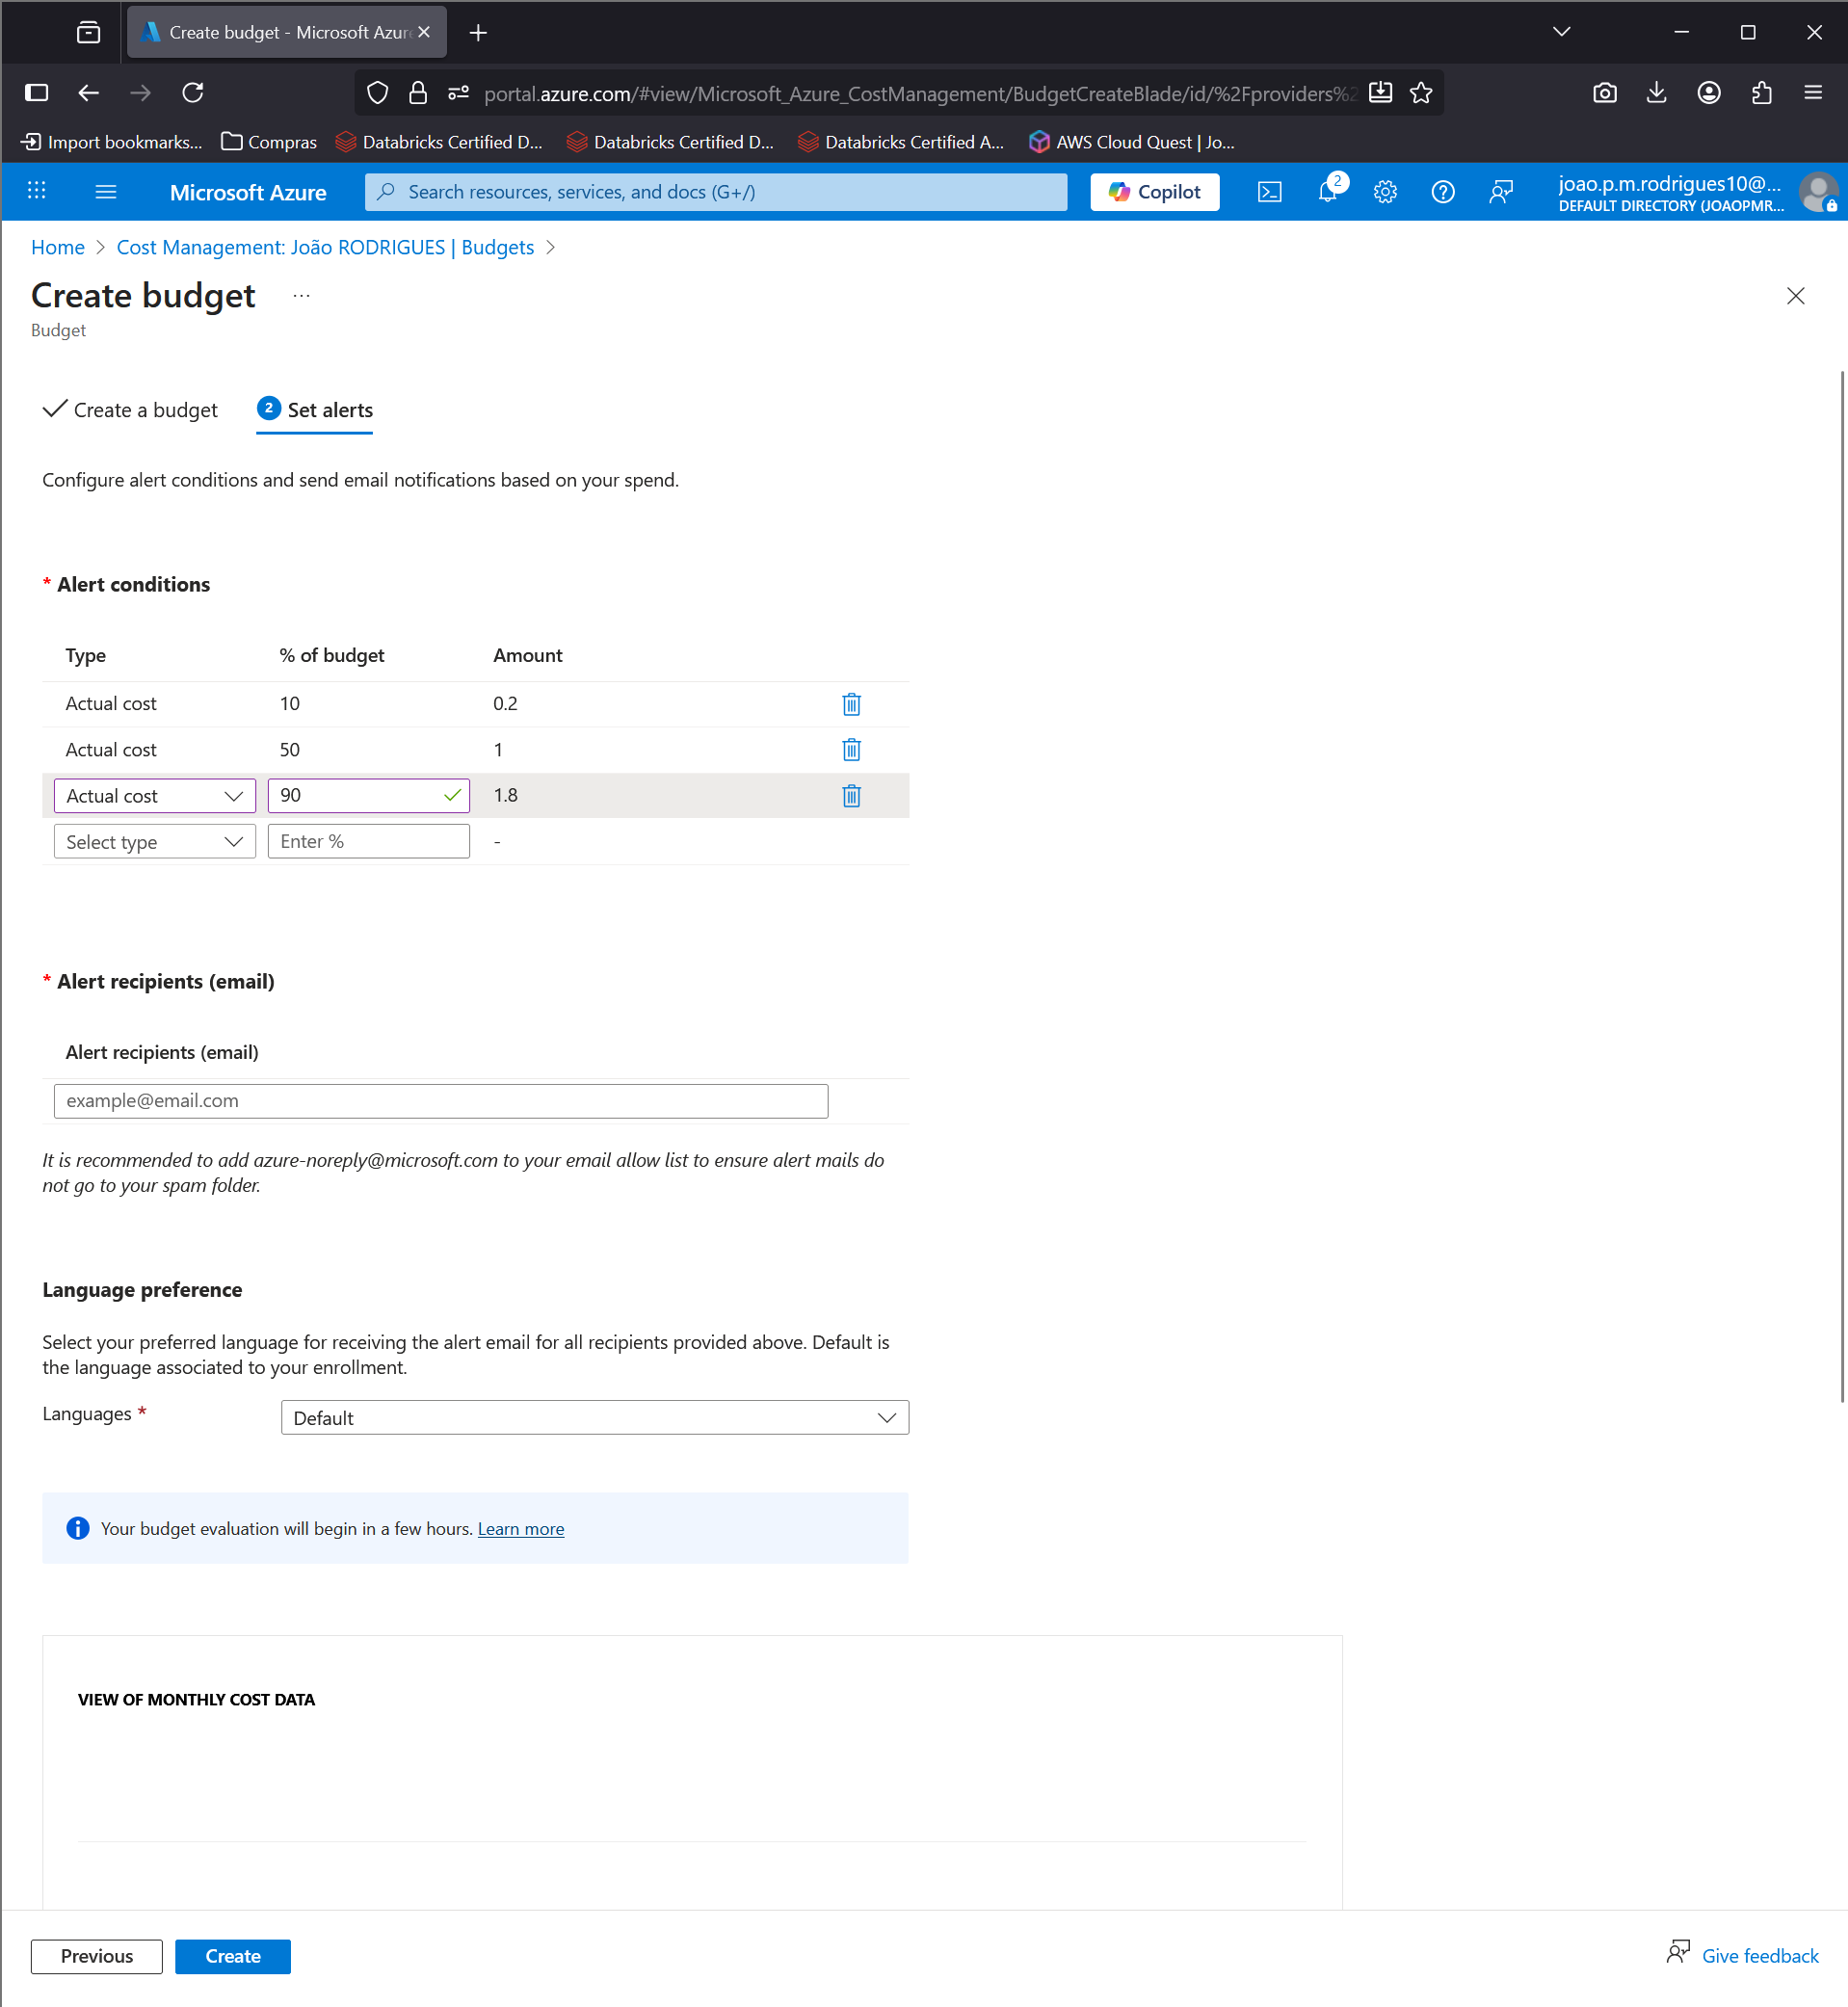 Create budget - Microsoft Azur
portal.azure.com/#view/Microsoft_Azure_CostManagement/BudgetCreateBlade/id/%2Fproviders%2
Import bookmarks...
Compras
Databricks Certified D...
Databricks Certified D...
Databricks Certified A...
AWS Cloud Quest | Jo...
Microsoft Azure
Search resources, services, and docs (G+/)
Copilot
2
joao.p.m.rodrigues10@...
DEFAULT DIRECTORY (JOAOPMR...
Home > Cost Management: João RODRIGUES | Budgets >
Create budget ...
Budget
Create a budget
2 Set alerts
Configure alert conditions and send email notifications based on your spend.
* Alert conditions
Type % of budget Amount
Actual cost 10 0.2
Actual cost 50 1
Actual cost 90 1.8
Select type Enter % -
* Alert recipients (email)
Alert recipients (email)
example@email.com
It is recommended to add azure-noreply@microsoft.com to your email allow list to ensure alert mails do
not go to your spam folder.
Language preference
Select your preferred language for receiving the alert email for all recipients provided above. Default is
the language associated to your enrollment.
Languages * Default
Your budget evaluation will begin in a few hours. Learn more
VIEW OF MONTHLY COST DATA
Previous
Create
Give feedback